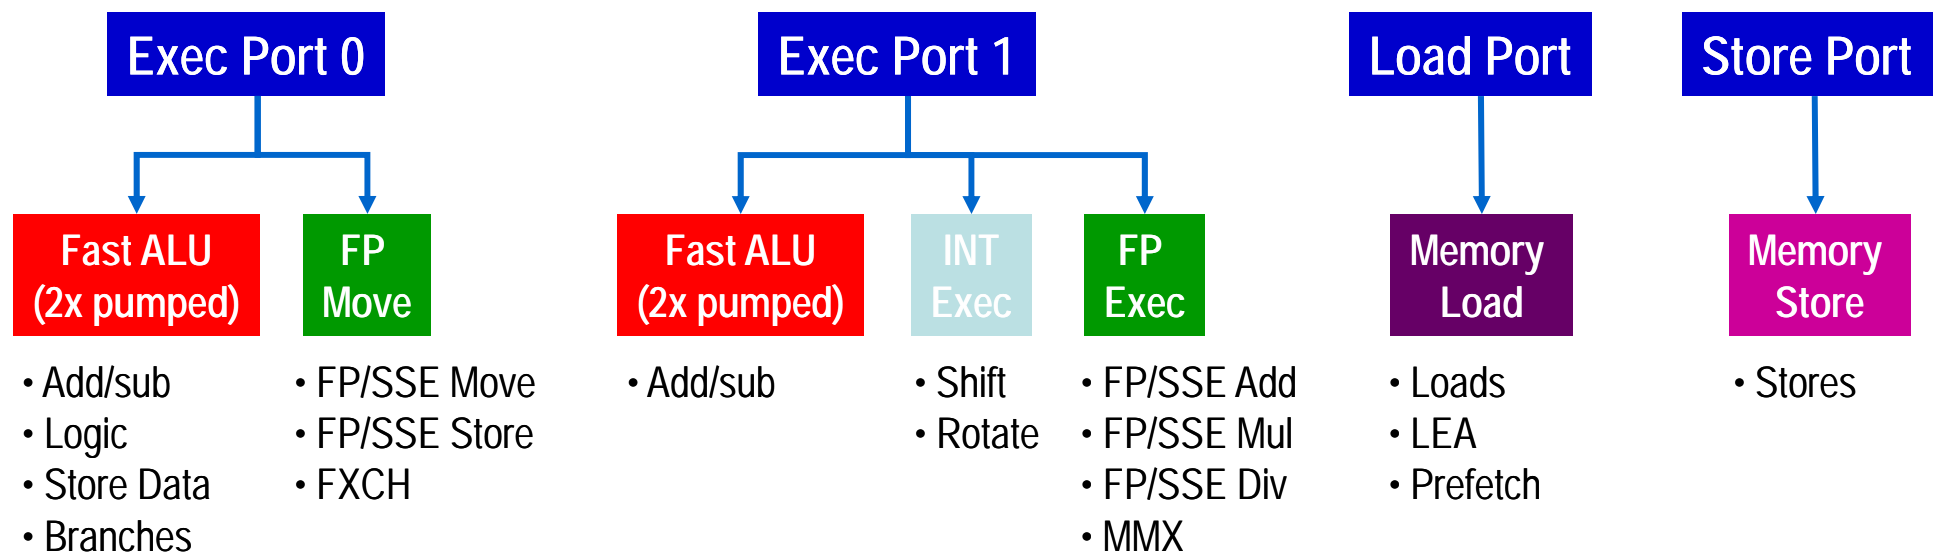 Exec Port 0
Exec Port 1
Load Port
Store Port
Fast ALU
(2x pumped)
FP
Move
Fast ALU
(2x pumped)
INT
Exec
FP
Exec
Memory
Load
Memory
Store
• Add/sub
• Logic
• Store Data
• Branches
• FP/SSE Move
• FP/SSE Store
• FXCH
• Add/sub
• Shift
• Rotate
• FP/SSE Add
• FP/SSE Mul
• FP/SSE Div
• MMX
• Loads
• LEA
• Prefetch
• Stores